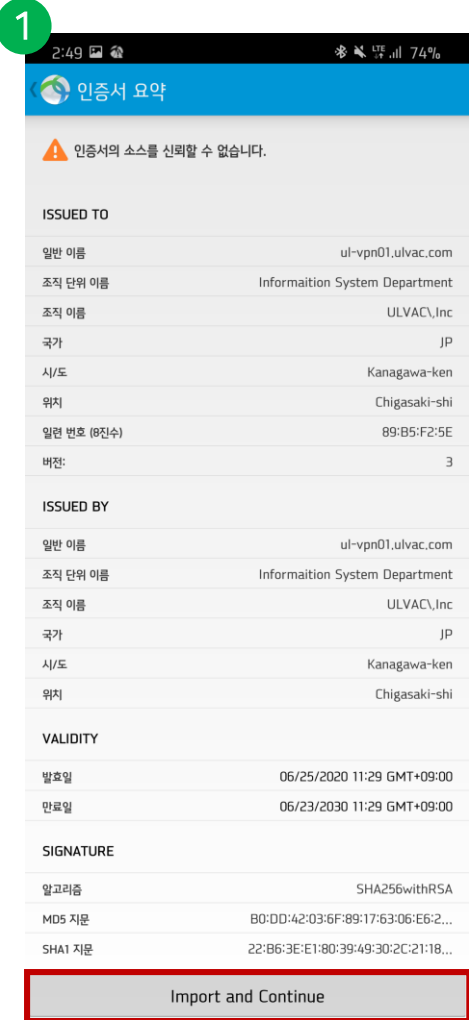 1
2:49 LTE 74%
인증서 요약
인증서의 소스를 신뢰할 수 없습니다.
ISSUED TO
일반 이름 ul-vpn01.ulvac.com
조직 단위 이름 Informaition System Department
조직 이름 ULVAC\,Inc
국가 JP
시/도 Kanagawa-ken
위치 Chigasaki-shi
일련 번호 (8진수) 89:B5:F2:5E
버전: 3
ISSUED BY
일반 이름 ul-vpn01.ulvac.com
조직 단위 이름 Informaition System Department
조직 이름 ULVAC\,Inc
국가 JP
시/도 Kanagawa-ken
위치 Chigasaki-shi
VALIDITY
발효일 06/25/2020 11:29 GMT+09:00
만료일 06/23/2030 11:29 GMT+09:00
SIGNATURE
알고리즘 SHA256withRSA
MD5 지문 B0:DD:42:03:6F:89:17:63:06:E6:2...
SHA1 지문 22:B6:3E:E1:80:39:49:30:2C:21:18...
Import and Continue